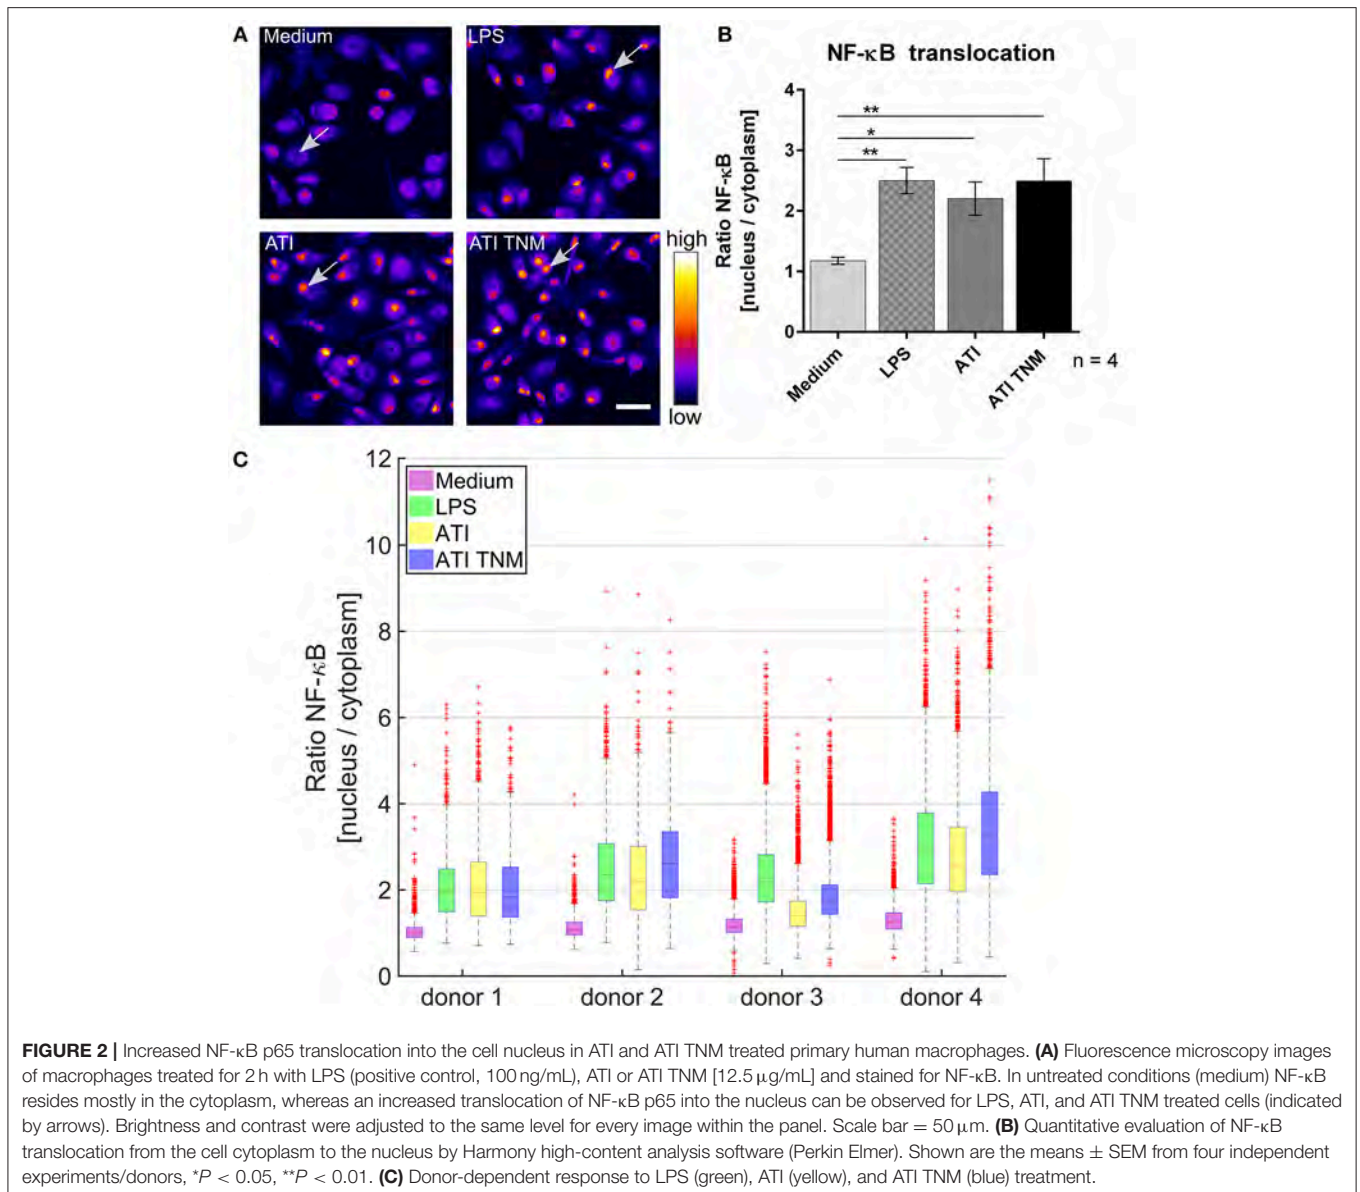 A
Medium
LPS
ATI
ATI TNM
high
low
B
NF-κB translocation
Ratio NF-κB
[nucleus / cytoplasm]
4
3
2
1
0
**
*
**
Medium
LPS
ATI
ATI TNM
n = 4
C
Ratio NF-κB
[nucleus / cytoplasm]
12
10
8
6
4
2
0
Medium
LPS
ATI
ATI TNM
donor 1
donor 2
donor 3
donor 4
FIGURE 2 | Increased NF-κB p65 translocation into the cell nucleus in ATI and ATI TNM treated primary human macrophages. (A) Fluorescence microscopy images
of macrophages treated for 2 h with LPS (positive control, 100 ng/mL), ATI or ATI TNM [12.5 μg/mL] and stained for NF-κB. In untreated conditions (medium) NF-κB
resides mostly in the cytoplasm, whereas an increased translocation of NF-κB p65 into the nucleus can be observed for LPS, ATI, and ATI TNM treated cells (indicated
by arrows). Brightness and contrast were adjusted to the same level for every image within the panel. Scale bar = 50 μm. (B) Quantitative evaluation of NF-κB
translocation from the cell cytoplasm to the nucleus by Harmony high-content analysis software (Perkin Elmer). Shown are the means ± SEM from four independent
experiments/donors, *P < 0.05, **P < 0.01. (C) Donor-dependent response to LPS (green), ATI (yellow), and ATI TNM (blue) treatment.